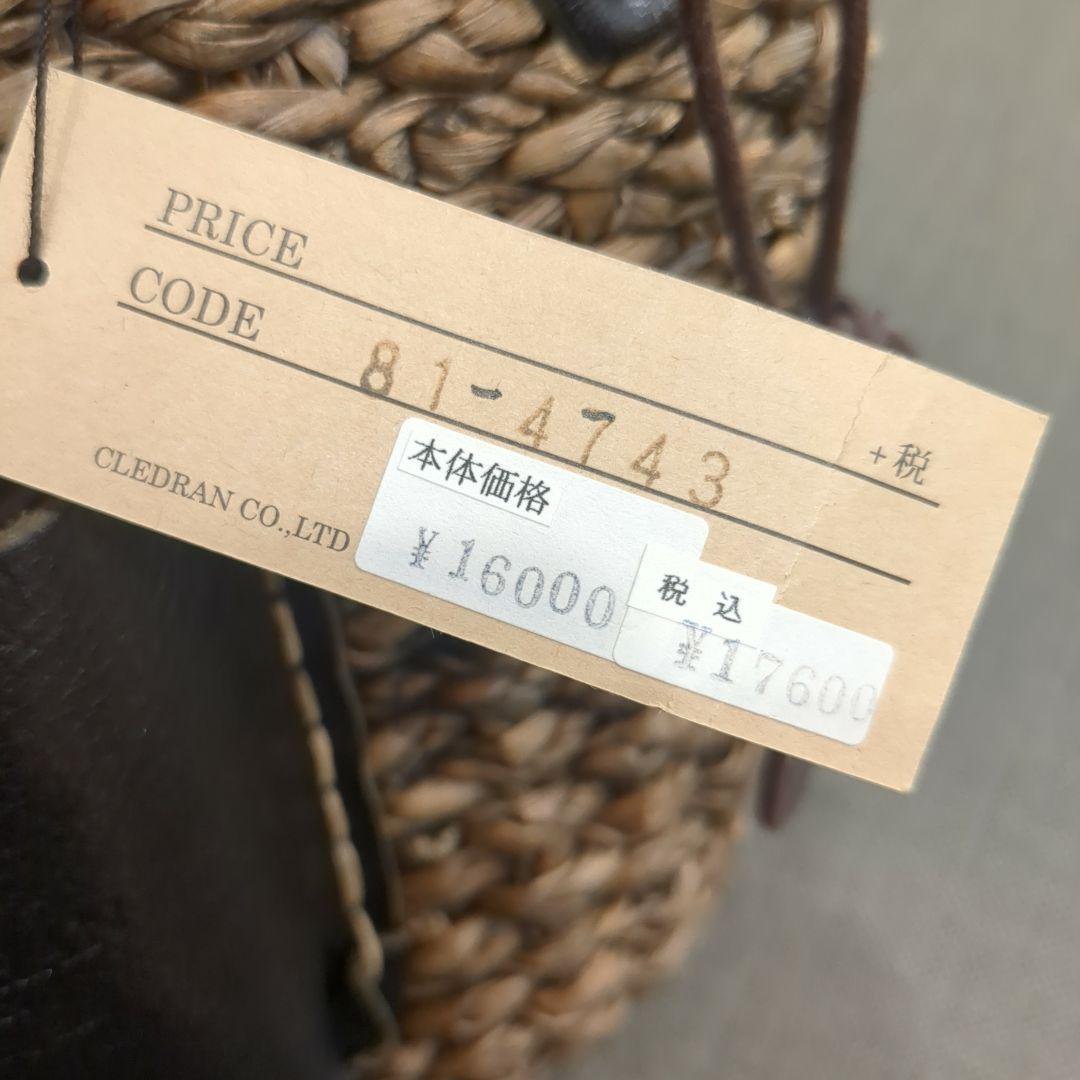 PRICE
+税
CODE
81-4743
CLEDRAN CO.,LTD
本体価格
¥16000
税込
¥17600